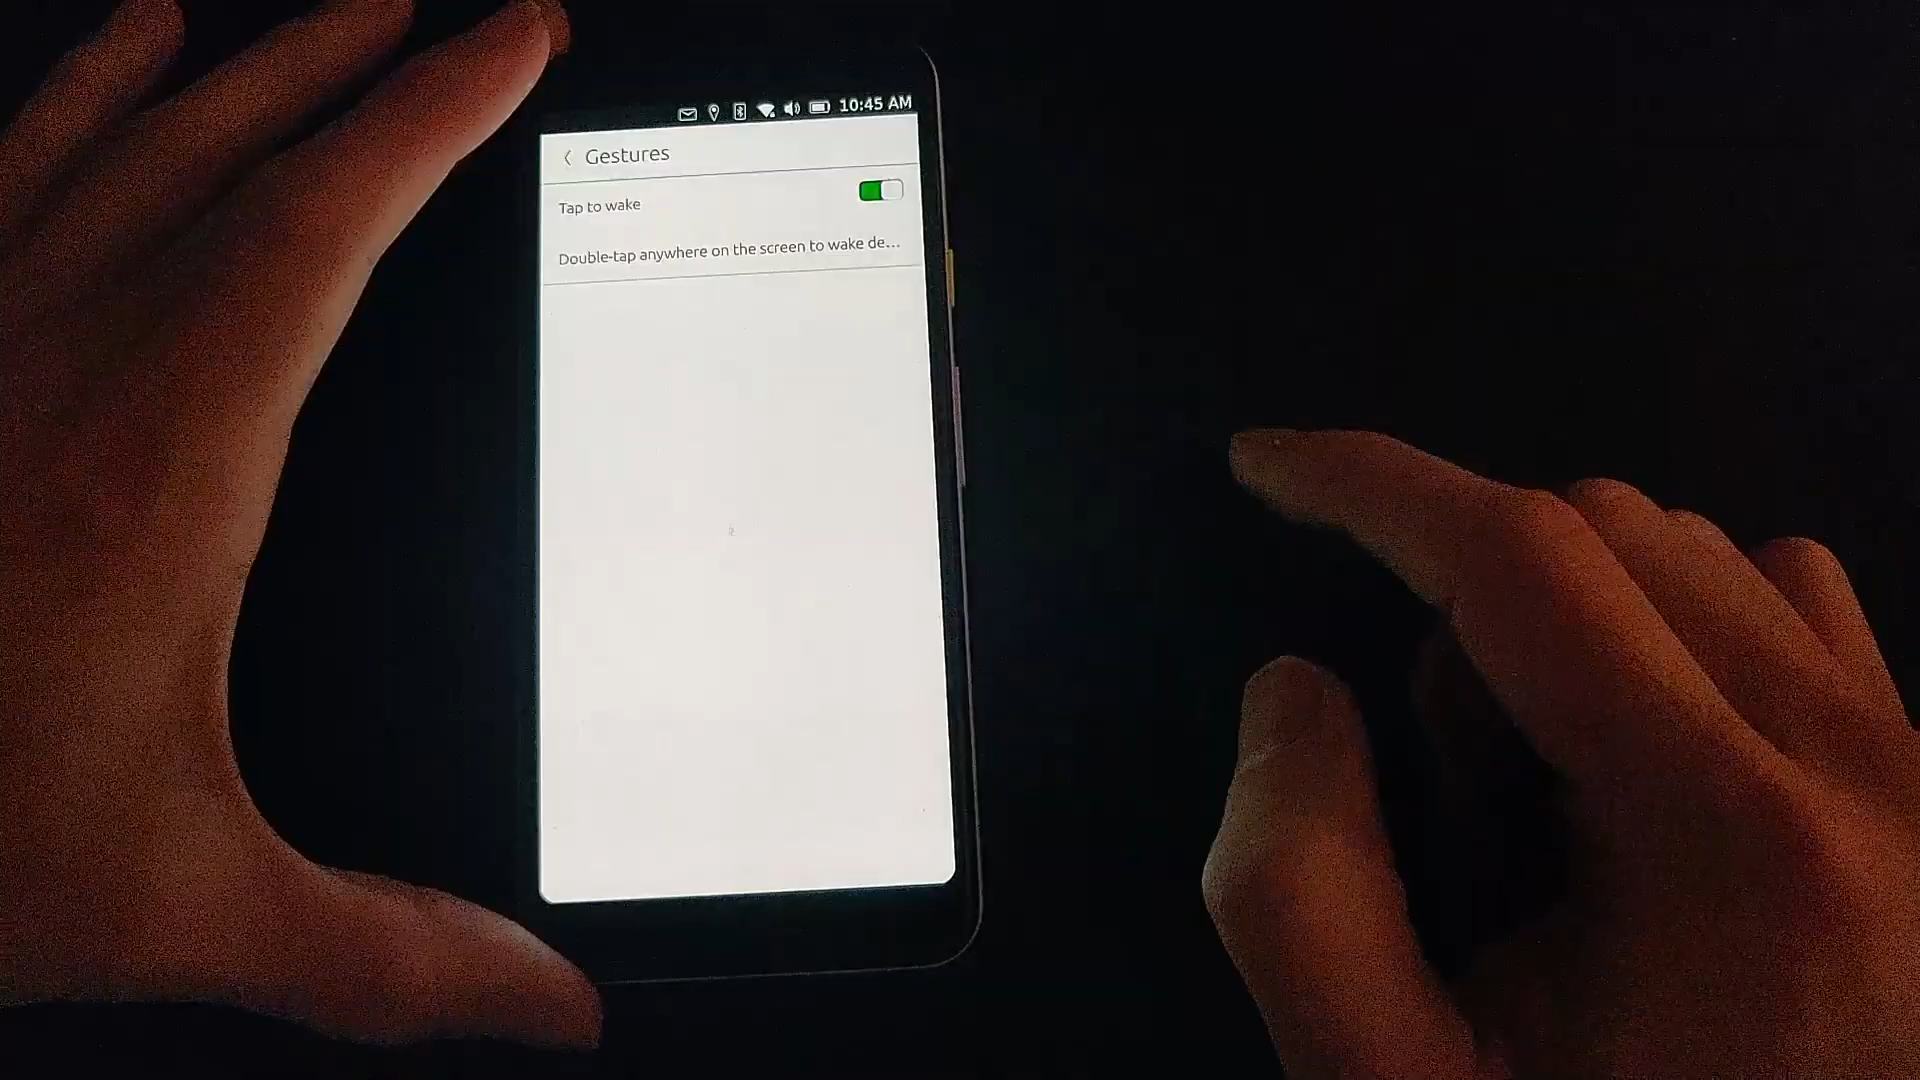 10:45 AM
Gestures
Tap to wake
Double-tap anywhere on the screen to wake de...